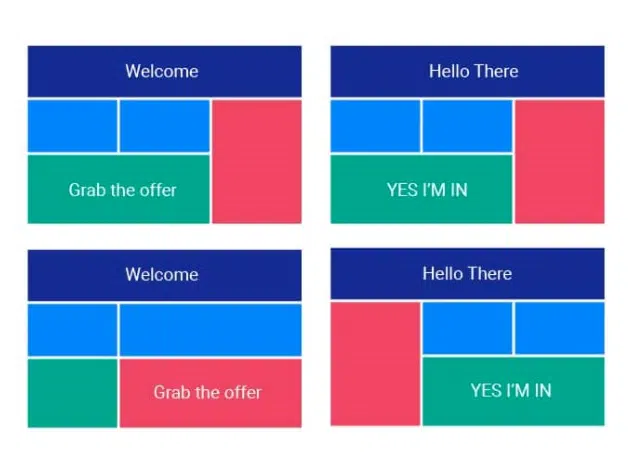 Welcome
Hello There
Grab the offer
YES I'M IN
Welcome
Hello There
Grab the offer
YES I'M IN